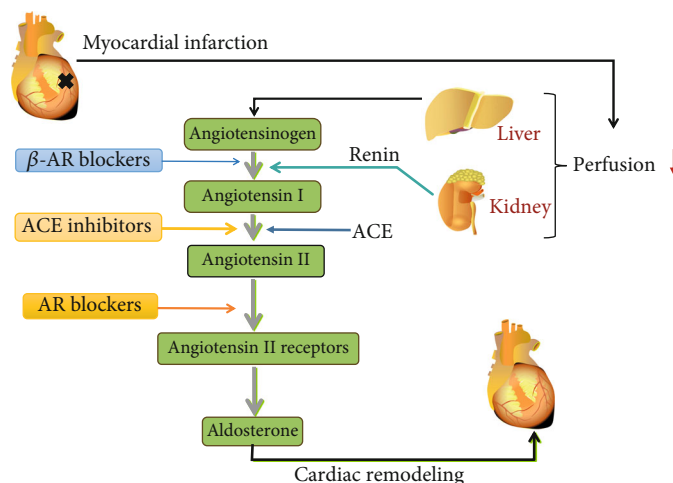 Myocardial infarction
Angiotensinogen
Liver
β-AR blockers
Renin
Perfusion
Angiotensin I
Kidney
ACE inhibitors
ACE
Angiotensin II
AR blockers
Angiotensin II receptors
Aldosterone
Cardiac remodeling